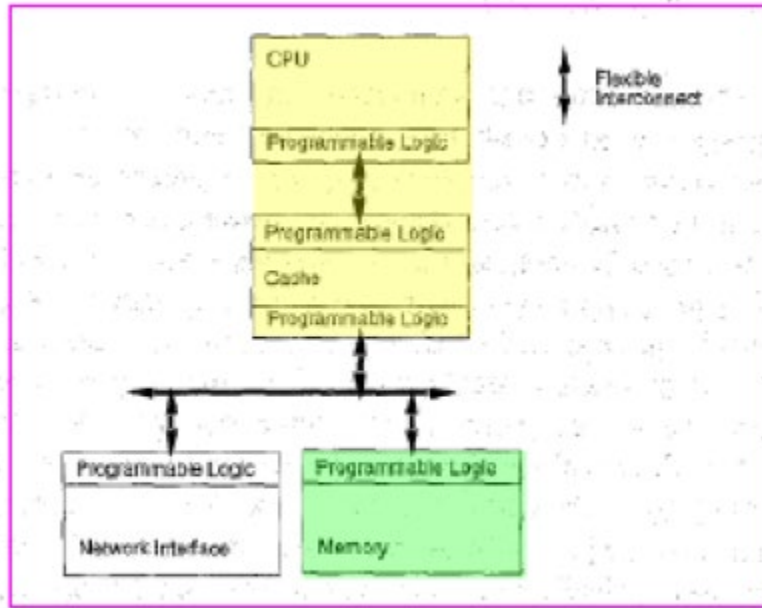 CPU
Flexible
Interconnect
Programmable Logic
Programmable Logic
Cache
Programmable Logic
Programmable Logic
Programmable Logic
Network Interface
Memory